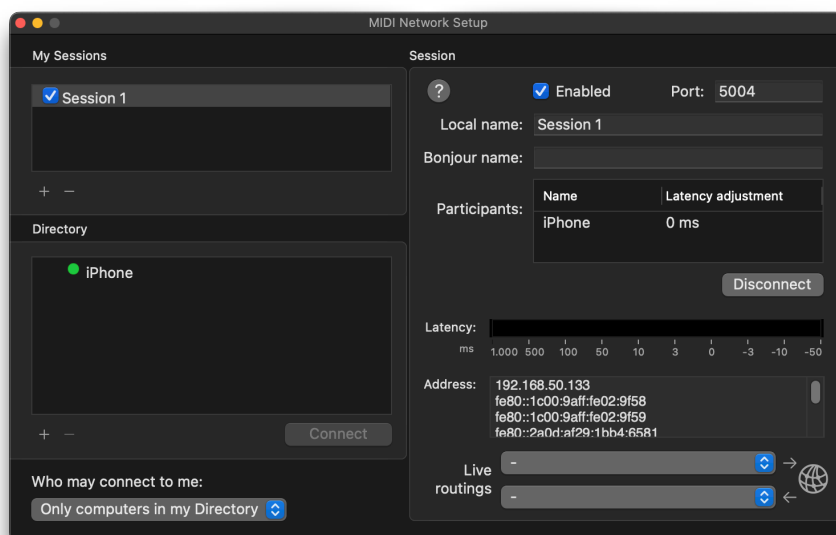 MIDI Network Setup
My Sessions
Session 1
+ −
Directory
iPhone
+ −
Connect
Who may connect to me:
Only computers in my Directory
Session
?
Enabled
Port: 5004
Local name: Session 1
Bonjour name:
Participants:
Name Latency adjustment
iPhone 0 ms
Disconnect
Latency:
ms
1.000 500 100 50 10 3 0 -3 -10 -50
Address:
192.168.50.133
fe80::1c00:9aff:fe02:9f58
fe80::1c00:9aff:fe02:9f59
fe80::2a0d:af29:1bb4:6581
Live
routings
- →
- ←